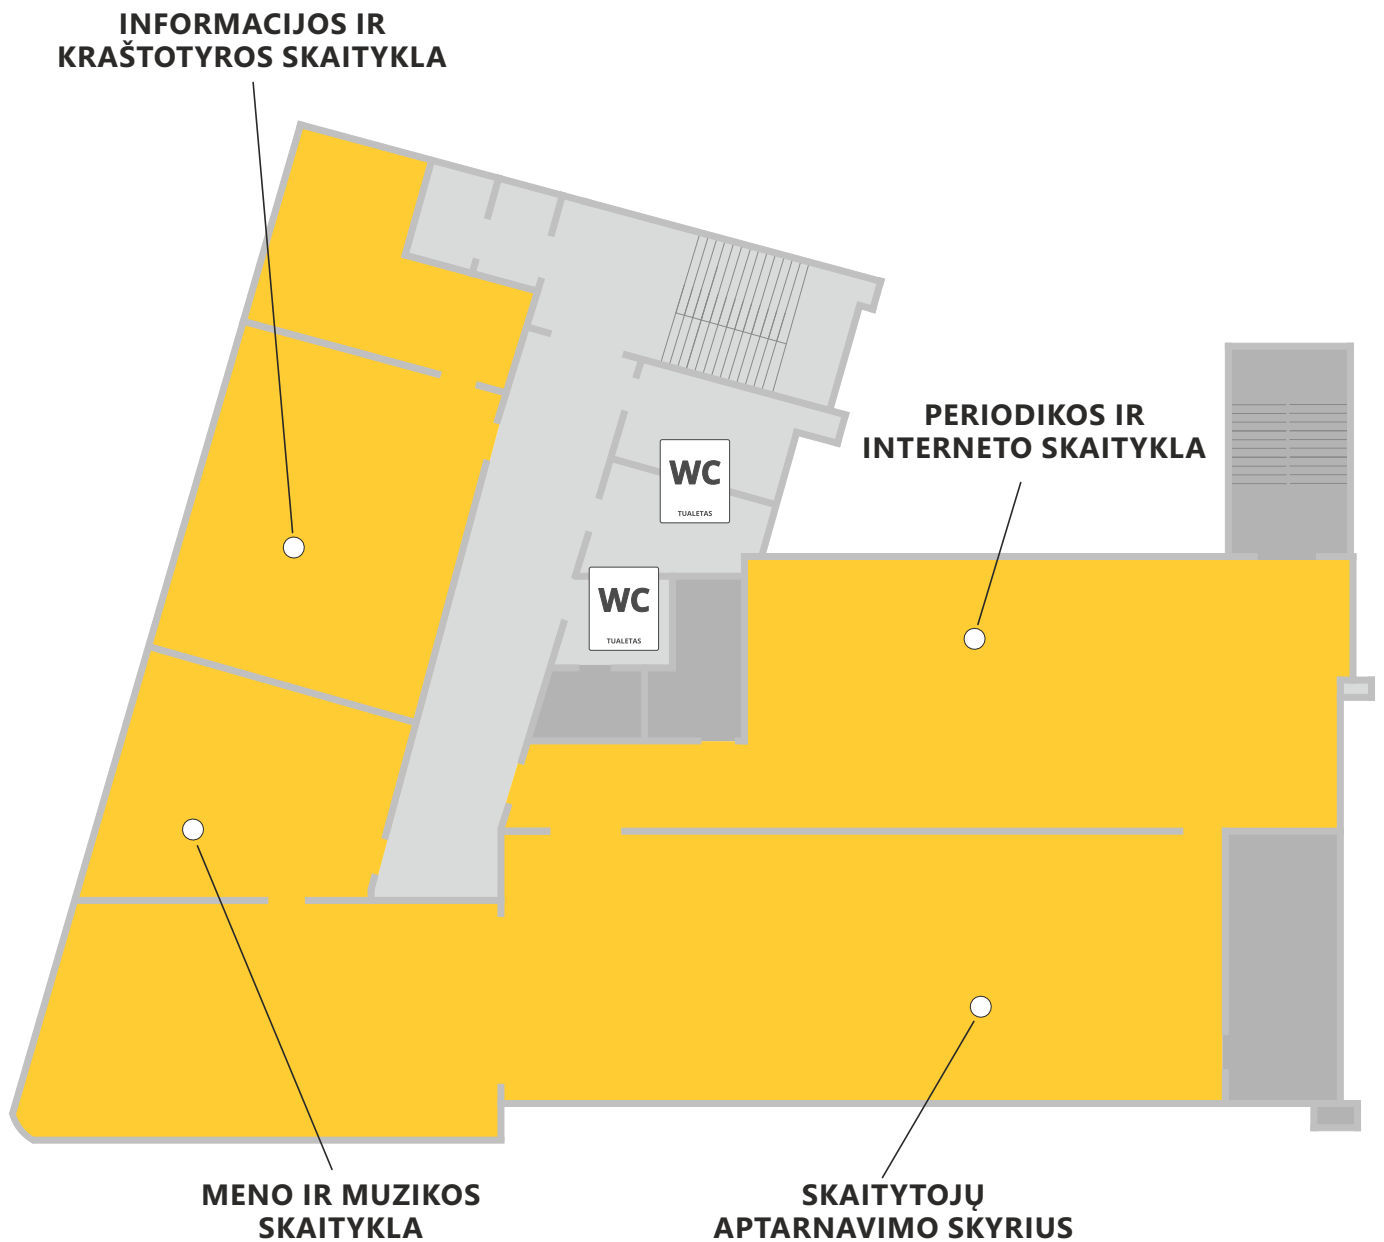 INFORMACIJOS IR
KRAŠTOTYROS SKAITYKLA
PERIODIKOS IR
INTERNETO SKAITYKLA
WC
TUALETAS
WC
TUALETAS
MENO IR MUZIKOS
SKAITYKLA
SKAITYTOJŲ
APTARNAVIMO SKYRIUS